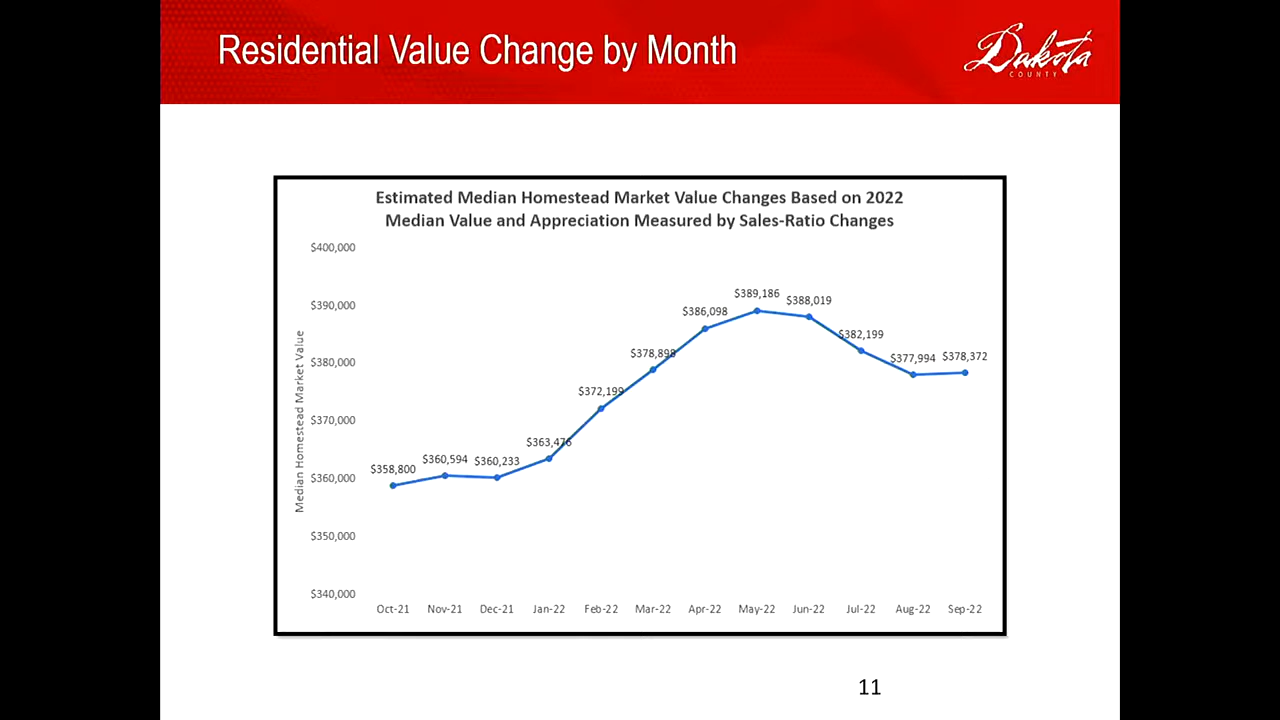 Residential Value Change by Month
Dakota
COUNTY
Estimated Median Homestead Market Value Changes Based on 2022
Median Value and Appreciation Measured by Sales-Ratio Changes
Median Homestead Market Value
$400,000
$390,000
$380,000
$370,000
$360,000
$350,000
$340,000
$358,800
$360,594
$360,233
$363,476
$372,199
$378,898
$386,098
$389,186
$388,019
$382,199
$377,994
$378,372
Oct-21 Nov-21 Dec-21 Jan-22 Feb-22 Mar-22 Apr-22 May-22 Jun-22 Jul-22 Aug-22 Sep-22
11